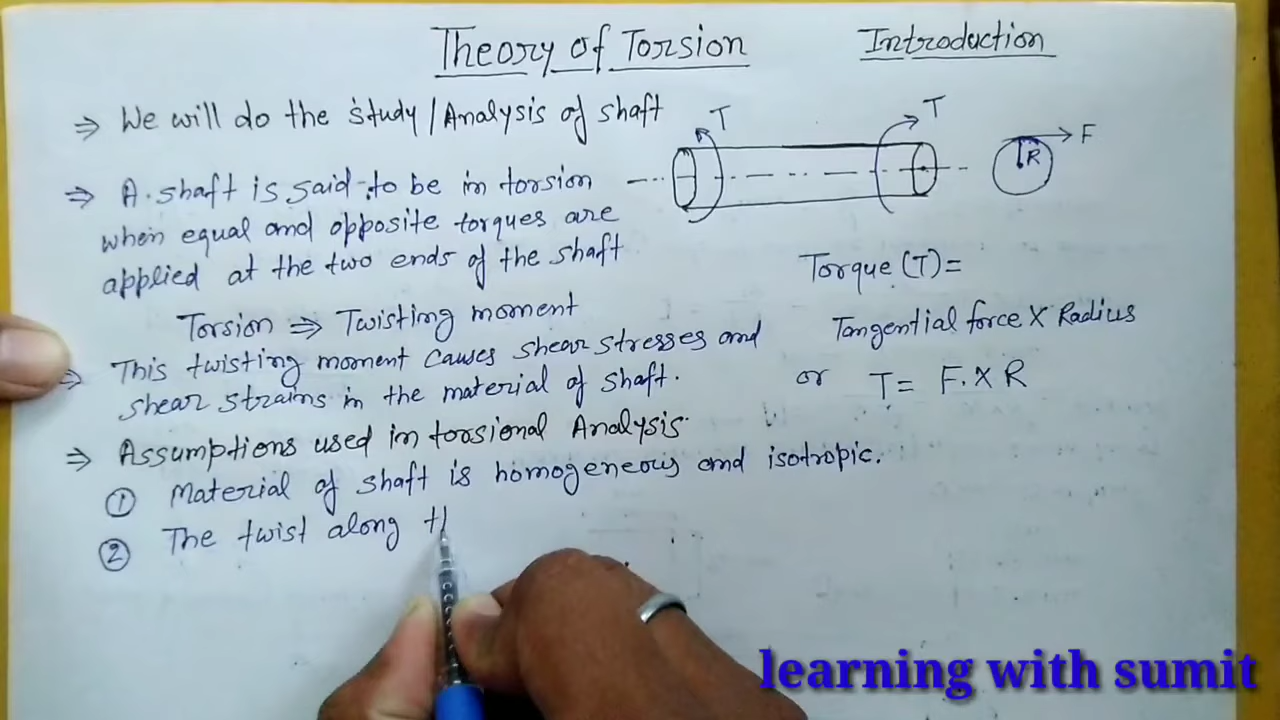 Theory of Torsion
Introduction
⇒ We will do the study/Analysis of shaft
⇒ A shaft is said to be in torsion
when equal and opposite torques are
applied at the two ends of the shaft
Torsion ⇒ Twisting moment
⇒ This twisting moment causes shear stresses and
shear strains in the material of shaft.
⇒ Assumptions used in torsional Analysis.
① Material of shaft is homogeneous and isotropic.
② The twist along th
T
T
F
R
Torque (T) =
Tangential force X Radius
or T = F. X R
learning with sumit